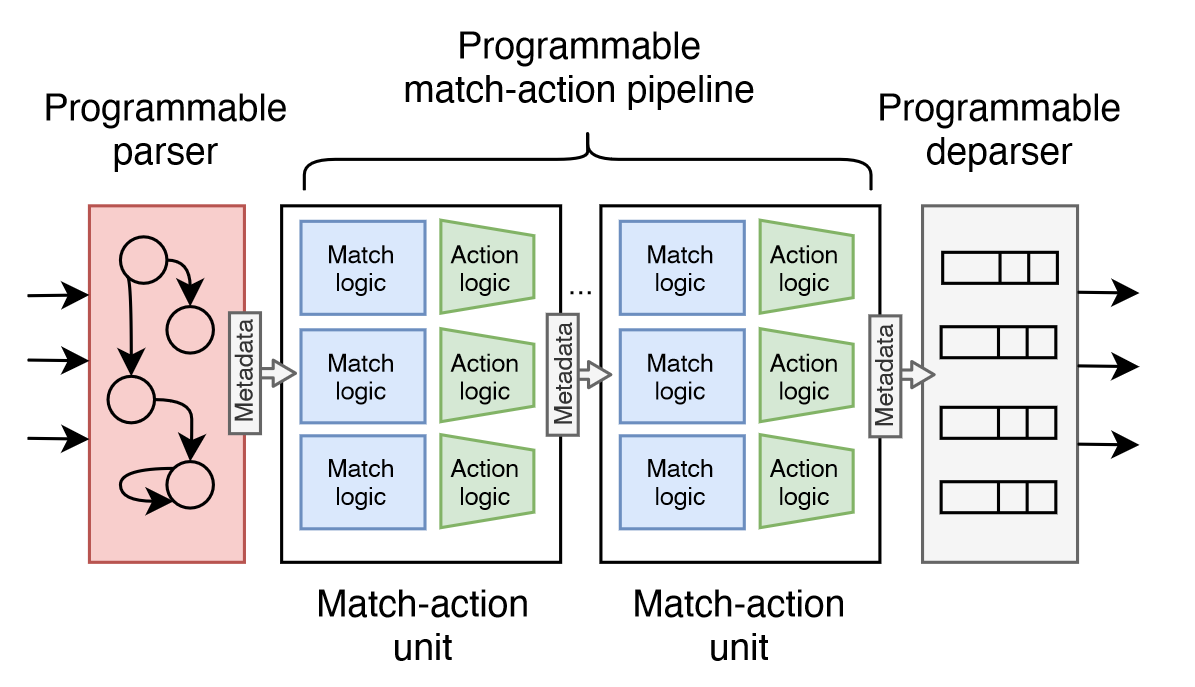 Programmable
match-action pipeline
Programmable
parser
Programmable
deparser
Match
logic
Action
logic
Match
logic
Action
logic
Match
logic
Action
logic
Metadata
...
Metadata
Match
logic
Action
logic
Match
logic
Action
logic
Match
logic
Action
logic
Metadata
Match-action
unit
Match-action
unit